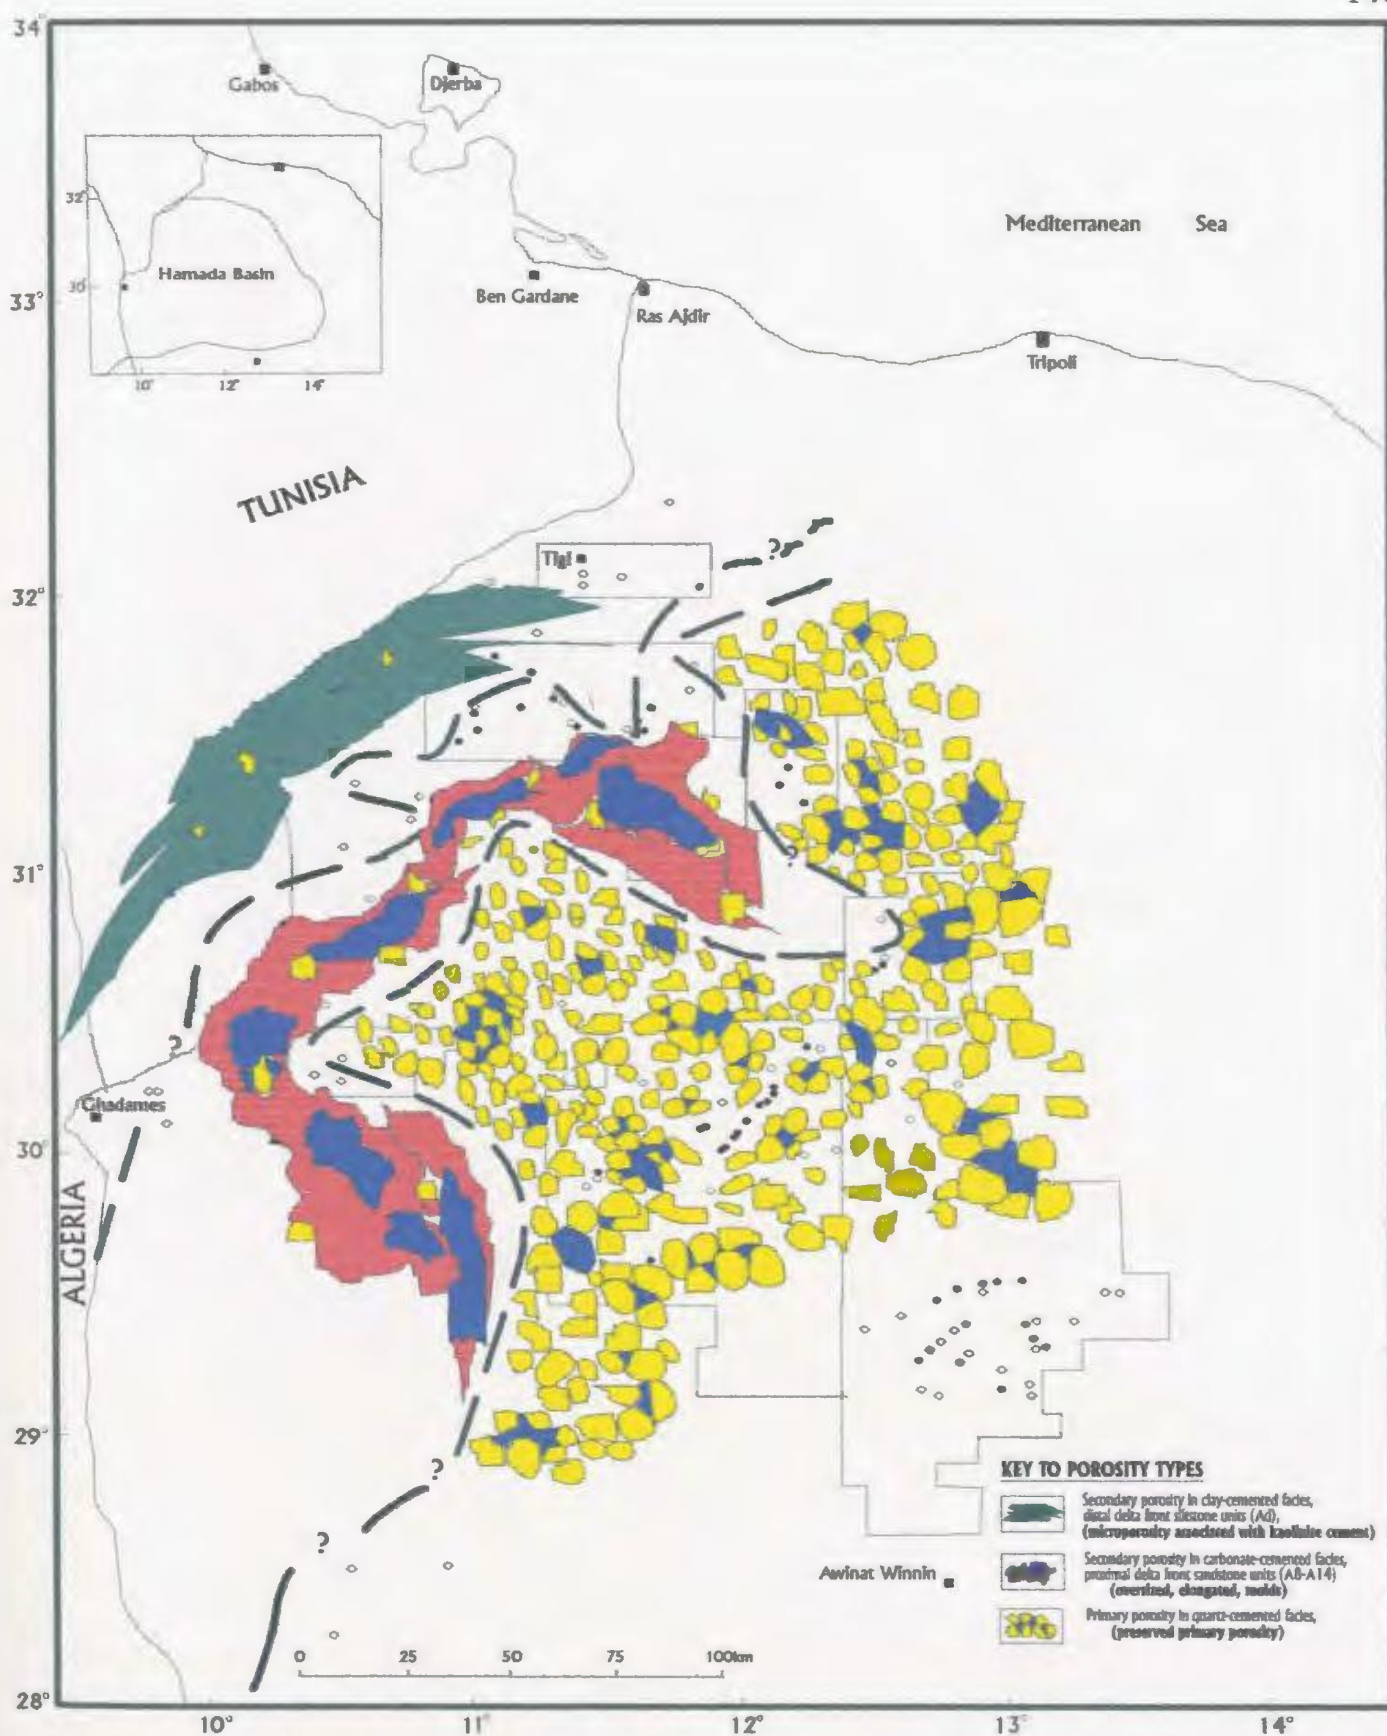 34°
Gabos
Djerba
32°
Hamada Basin
30°
10° 12° 14°
Mediterranean Sea
33°
Ben Gardane
Ras Ajdir
Tripoli
TUNISIA
Tigi
?
32°
31°
?
?
Ghadames
30°
ALGERIA
29°
?
?
KEY TO POROSITY TYPES
Secondary porosity in clay-cemented facies,
distal delta front siltstone units (Ad),
(microporosity associated with kaolinite cement)
Secondary porosity in carbonate-cemented facies,
proximal delta front sandstone units (A8-A14)
(oversized, elongated, molds)
Primary porosity in quartz-cemented facies,
(preserved primary porosity)
Awinat Winnin
0 25 50 75 100km
28°
10° 11° 12° 13° 14°